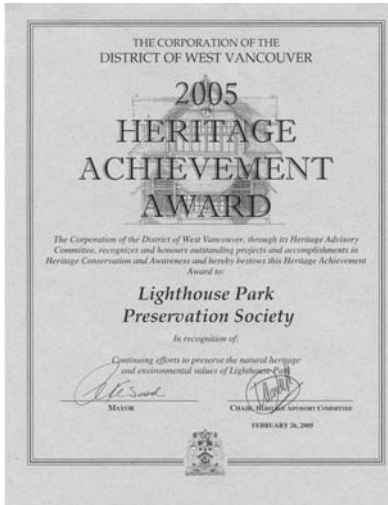 THE CORPORATION OF THE
DISTRICT OF WEST VANCOUVER
2005
HERITAGE
ACHIEVEMENT
AWARD
The Corporation of the District of West Vancouver, through its Heritage Advisory
Committee, recognizes and honours outstanding projects and accomplishments in
Heritage Conservation and Awareness and hereby bestows this Heritage Achievement
Award to:
Lighthouse Park
Preservation Society
In recognition of:
Continuing efforts to preserve the natural heritage
and environmental values of Lighthouse Park
MAYOR
CHAIR, HERITAGE ADVISORY COMMITTEE
FEBRUARY 26, 2005